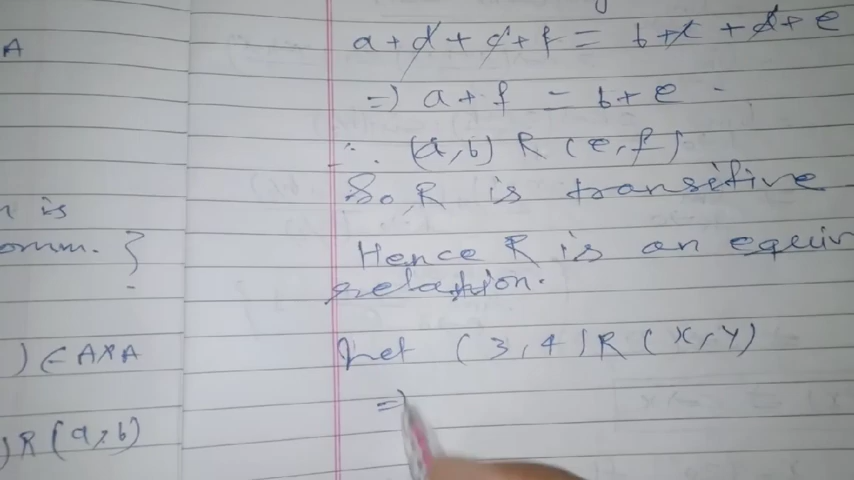 A
n is
omm. }
) ∈ A×A
) R (a,b)
a+d+c+f = b+c+d+e
=) a+f = b+e
∴ (a,b) R (e,f)
So, R is transitive
Hence R is an equiv
relation.
Let (3,4) R (x,y)
=)